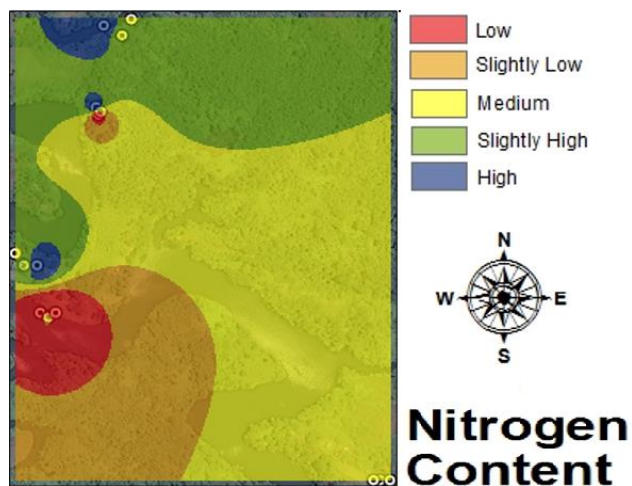 Low
Slightly Low
Medium
Slightly High
High
N
W E
S
Nitrogen
Content